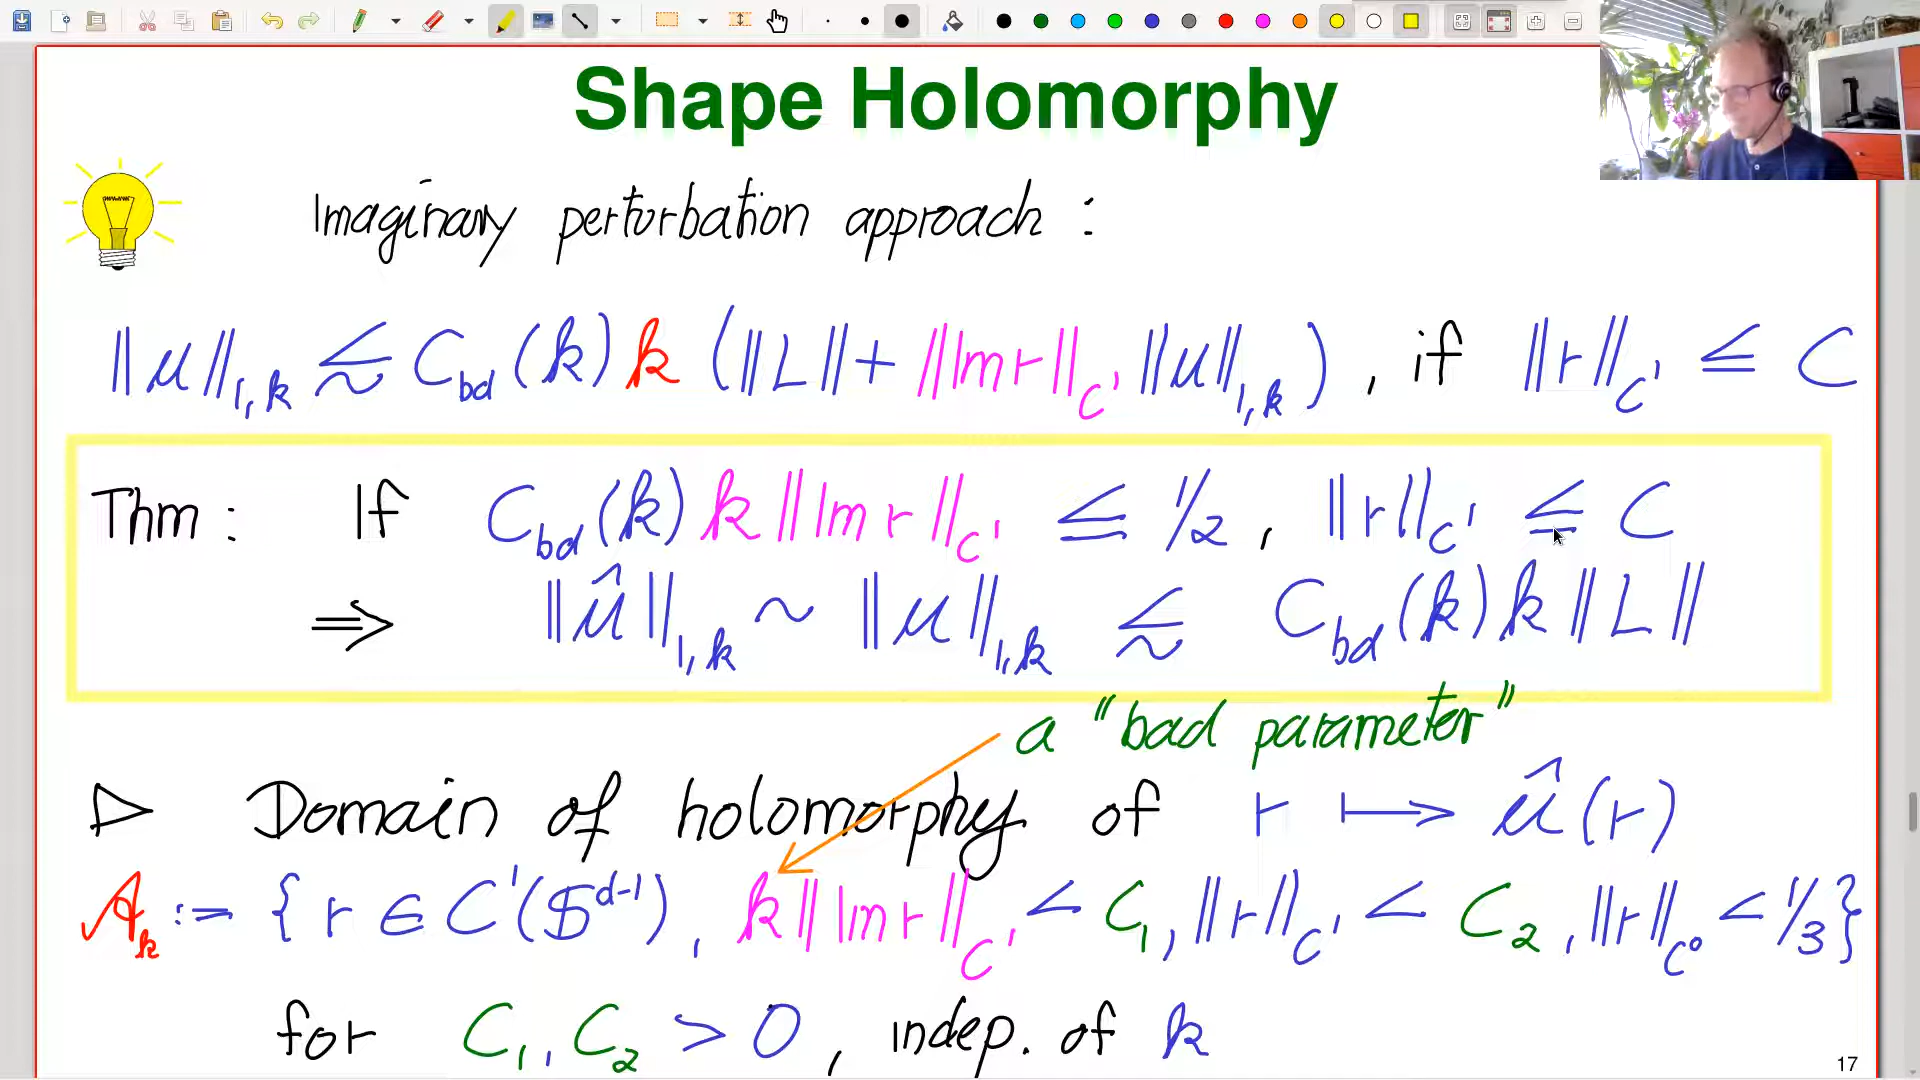 Shape Holomorphy
Imaginary perturbation approach :
‖u‖₁,ₖ ≲ C_bd (k) k (‖L‖ + ‖Im r‖_C¹ ‖u‖₁,ₖ) , if ‖r‖_C¹ ≤ C
Thm : If C_bd (k) k ‖Im r‖_C¹ ≤ 1/2 , ‖r‖_C¹ ≤ C
⇒ ‖û‖₁,ₖ ~ ‖u‖₁,ₖ ≲ C_bd (k) k ‖L‖
a "bad parameter"
▷ Domain of holomorphy of r ↦ û(r)
𝒜ₖ := { r ∈ C¹(𝕊^{d-1}) , k ‖Im r‖_C¹ < C₁ , ‖r‖_C¹ < C₂ , ‖r‖_C⁰ < 1/3 }
for C₁, C₂ > 0 , indep. of k
17